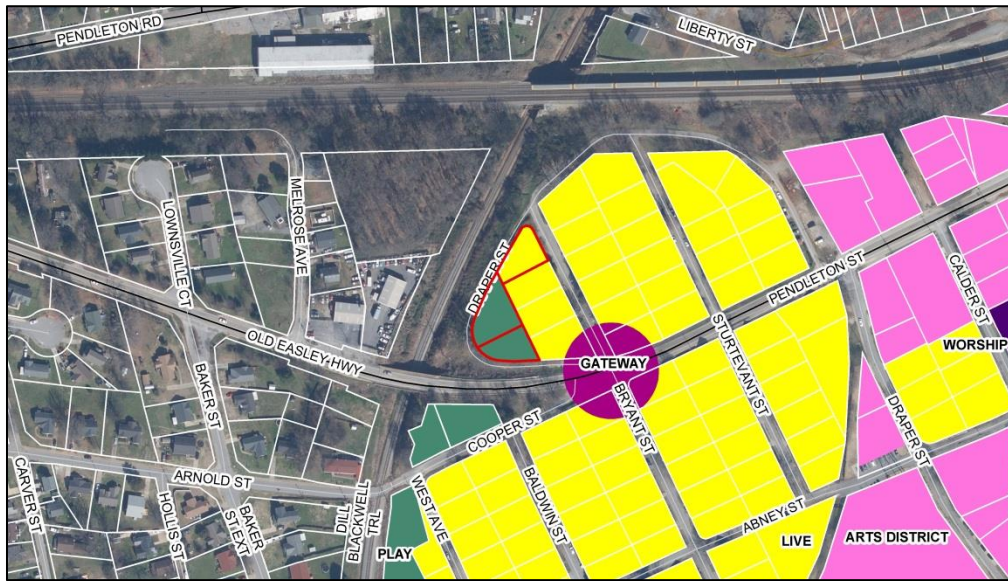 PENDLETON RD
LIBERTY ST
MELROSE AVE
LOWNSVILLE CT
DRAPER ST
PENDLETON ST
CALDER ST
OLD EASLEY HWY
GATEWAY
STURTEVANT ST
WORSHIP
BAKER ST
BRYANT ST
DRAPER ST
COOPER ST
ARNOLD ST
CARVER ST
HOLLIS ST
BAKER
ST EXT
DILL
BLACKWELL
TRL
WEST AVE
BALDWIN ST
ABNEY ST
PLAY
LIVE
ARTS DISTRICT